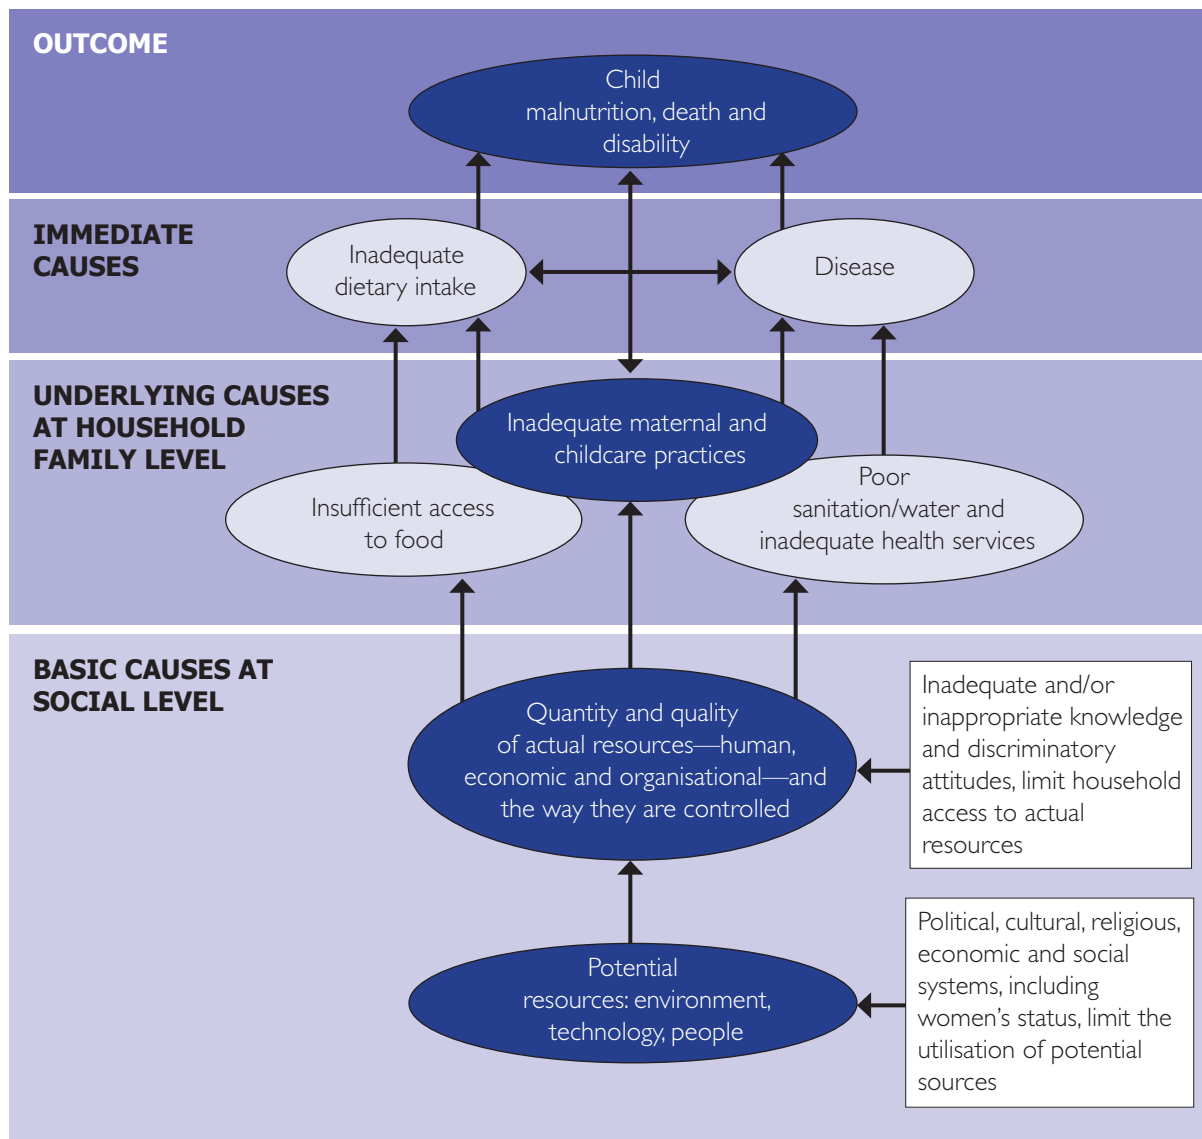 OUTCOME
Child
malnutrition, death and
disability
IMMEDIATE
CAUSES
Inadequate
dietary intake
Disease
UNDERLYING CAUSES
AT HOUSEHOLD
FAMILY LEVEL
Inadequate maternal and
childcare practices
Insufficient access
to food
Poor
sanitation/water and
inadequate health services
BASIC CAUSES AT
SOCIAL LEVEL
Quantity and quality
of actual resources—human,
economic and organisational—and
the way they are controlled
Inadequate and/or
inappropriate knowledge
and discriminatory
attitudes, limit household
access to actual
resources
Potential
resources: environment,
technology, people
Political, cultural, religious,
economic and social
systems, including
women’s status, limit the
utilisation of potential
sources